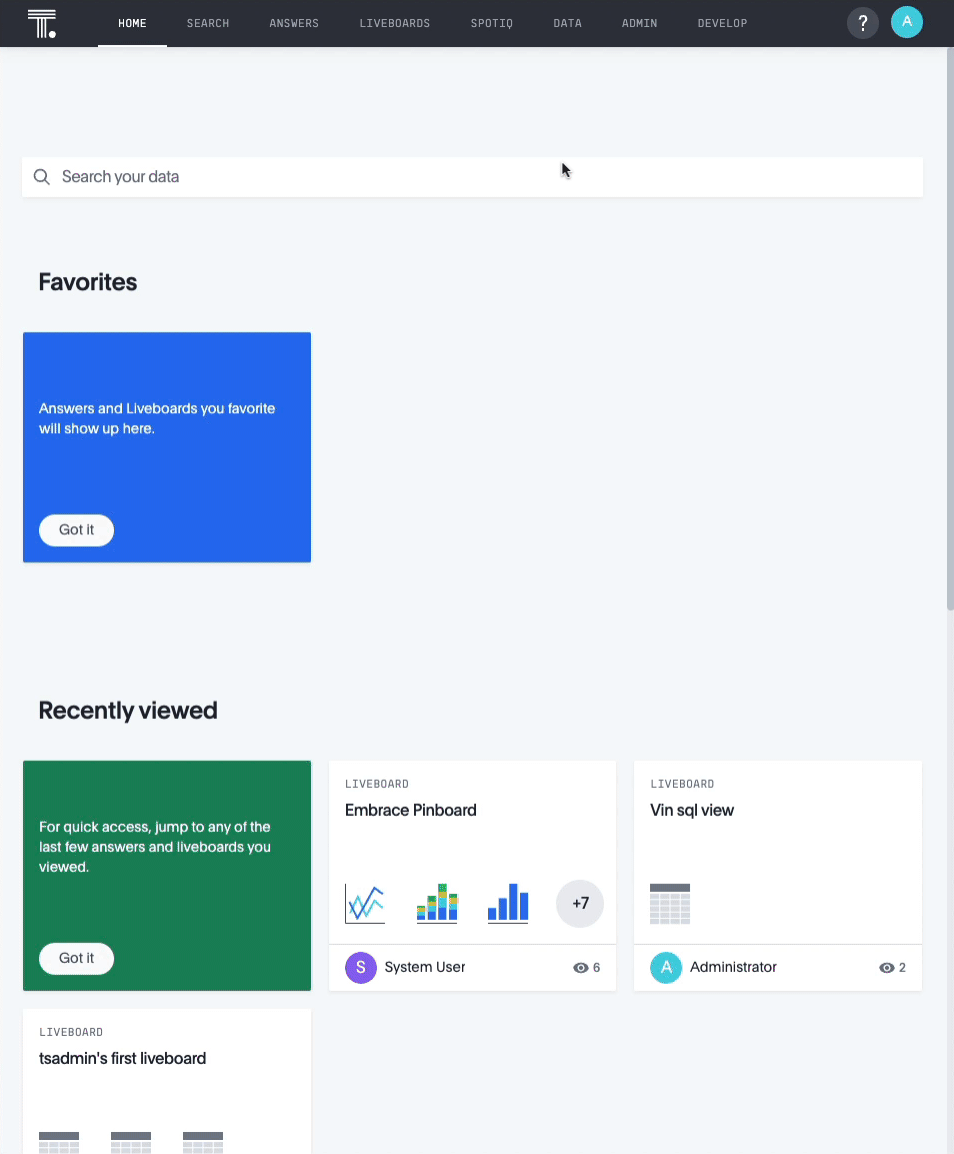 HOME SEARCH ANSWERS LIVEBOARDS SPOTIQ DATA ADMIN DEVELOP ? A
Search your data
Favorites
Answers and Liveboards you favorite
will show up here.
Got it
Recently viewed
For quick access, jump to any of the
last few answers and liveboards you
viewed.
Got it
LIVEBOARD
Embrace Pinboard
+7
S System User 6
LIVEBOARD
Vin sql view
A Administrator 2
LIVEBOARD
tsadmin's first liveboard